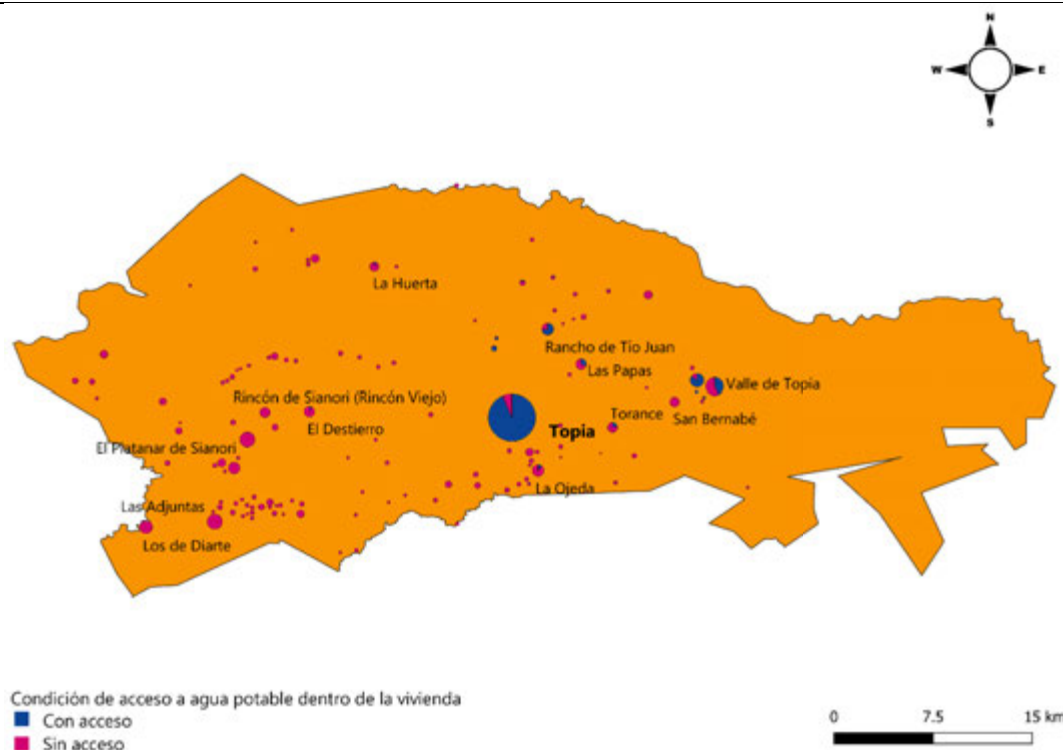 N
W E
S
La Huerta
Rancho de Tío Juan
Las Papas
Valle de Topia
Rincón de Sianori (Rincón Viejo)
El Destierro
Topia
Torance
San Bernabé
El Platanar de Sianori
La Ojeda
Las Adjuntas
Los de Diarte
Condición de acceso a agua potable dentro de la vivienda
Con acceso
Sin acceso
0 7.5 15 km